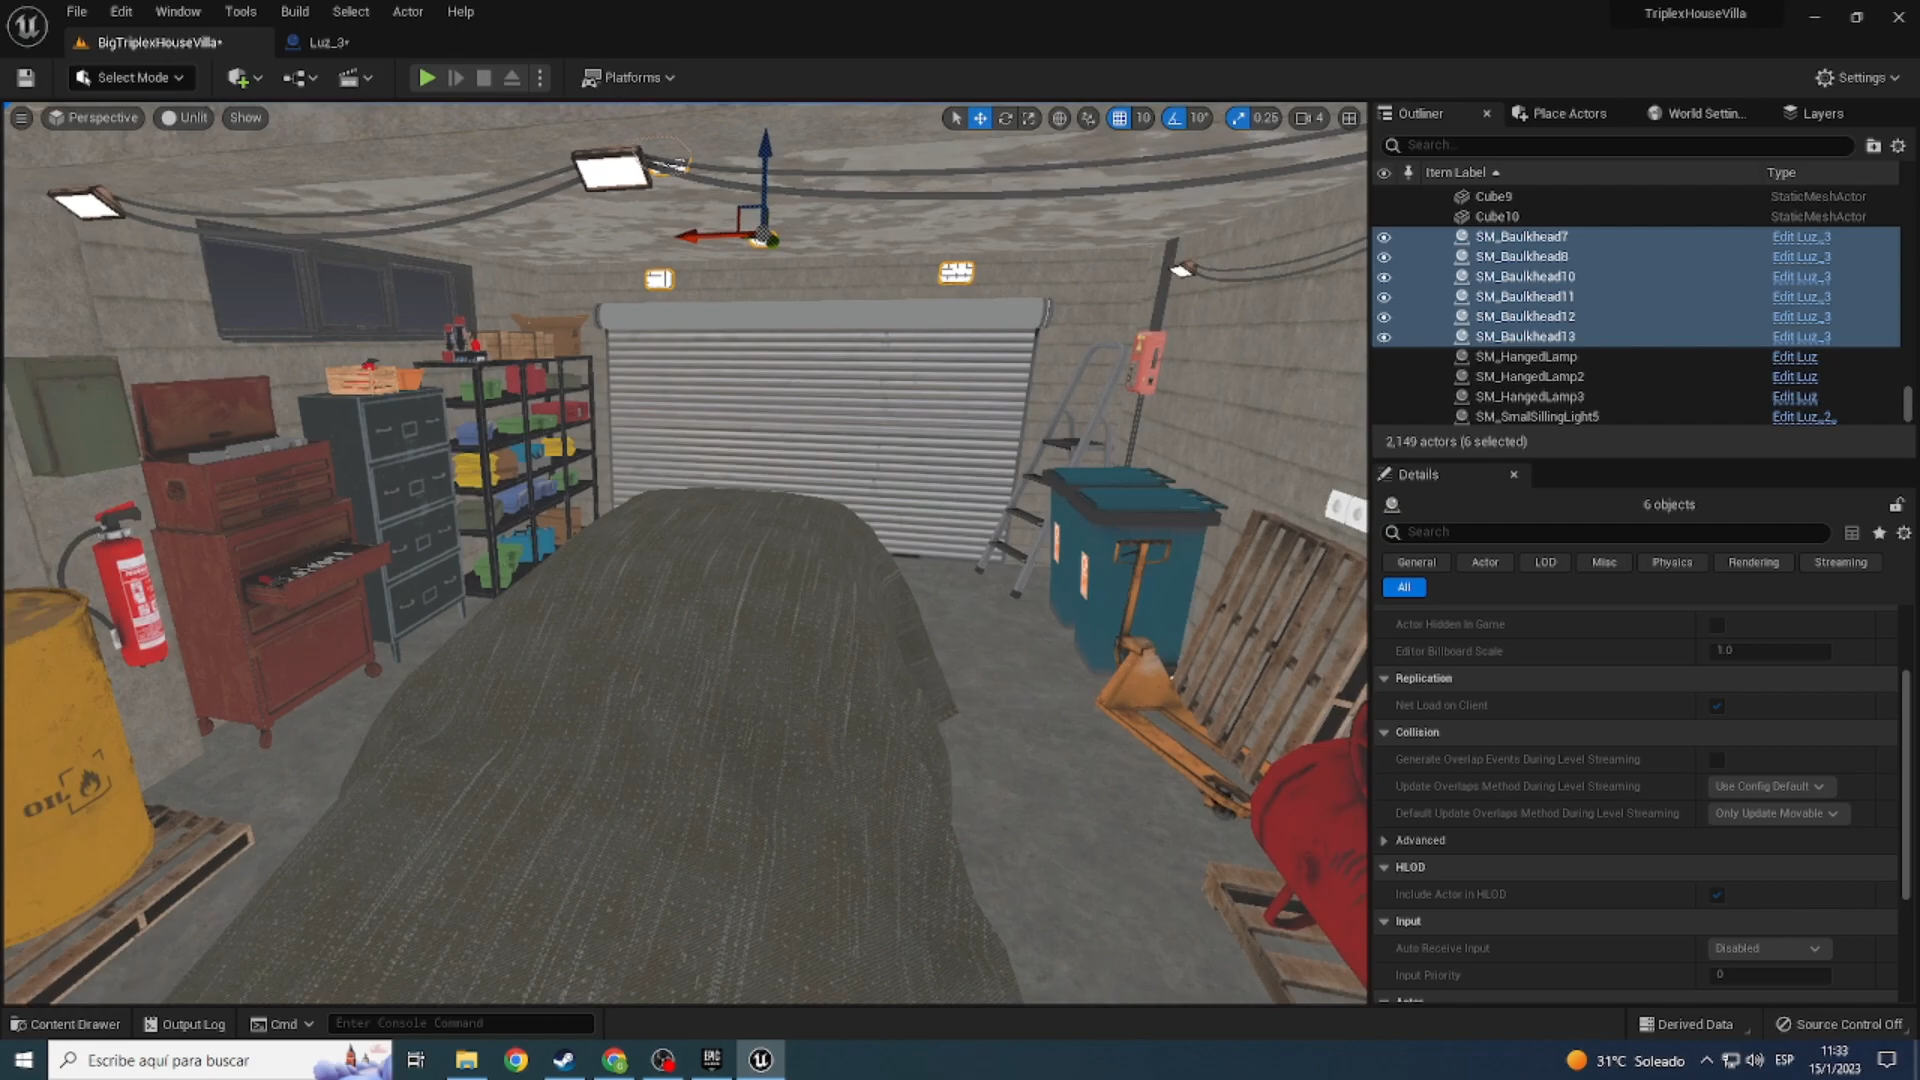 File Edit Window Tools Build Select Actor Help
TriplexHouseVilla
BigTriplexHouseVilla*
Luz_3*
Select Mode
Platforms
Settings
Perspective
Unlit
Show
10
10°
0.25
4
Outliner
Place Actors
World Settin...
Layers
Search...
Item Label
Type
Cube9 StaticMeshActor
Cube10 StaticMeshActor
SM_Baulkhead7 Edit Luz_3
SM_Baulkhead8 Edit Luz_3
SM_Baulkhead10 Edit Luz_3
SM_Baulkhead11 Edit Luz_3
SM_Baulkhead12 Edit Luz_3
SM_Baulkhead13 Edit Luz_3
SM_HangedLamp Edit Luz
SM_HangedLamp2 Edit Luz
SM_HangedLamp3 Edit Luz
SM_SmalSillingLight5 Edit Luz_2_
2,149 actors (6 selected)
Details
6 objects
Search
General Actor LOD Misc Physics Rendering Streaming
All
Actor Hidden In Game
Editor Billboard Scale 1.0
Replication
Net Load on Client
Collision
Generate Overlap Events During Level Streaming
Update Overlaps Method During Level Streaming Use Config Default
Default Update Overlaps Method During Level Streaming Only Update Movable
Advanced
HLOD
Include Actor in HLOD
Input
Auto Receive Input Disabled
Input Priority 0
OIL
Content Drawer
Output Log
Cmd
Enter Console Command
Derived Data
Source Control Off
Escribe aquí para buscar
EPIC
31°C Soleado
ESP
11:33
15/1/2023